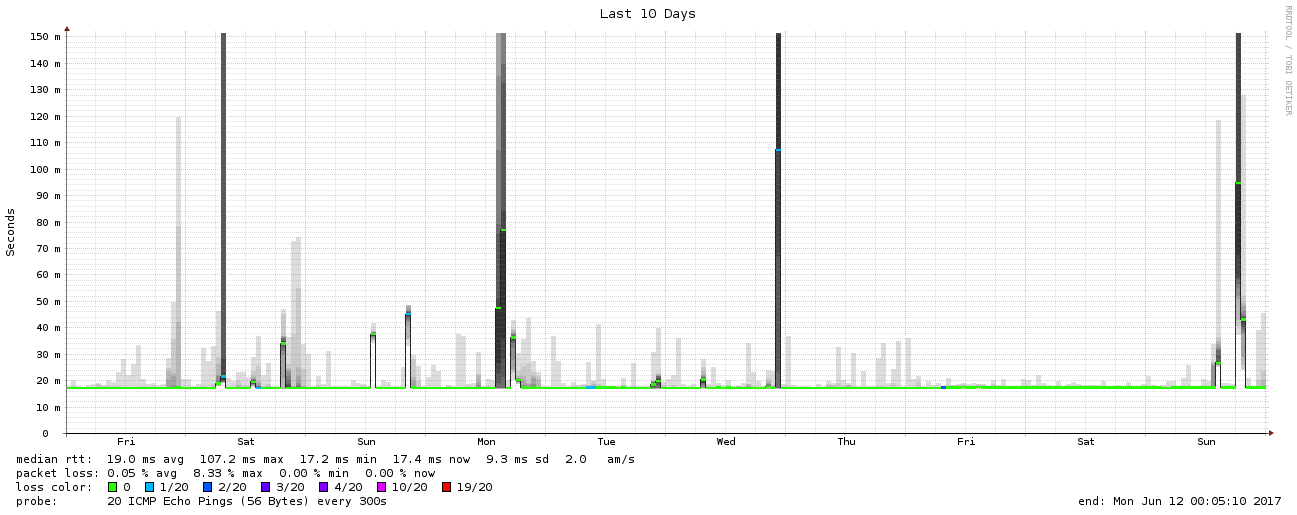 Last 10 Days
RRDTOOL / TOBI OETIKER
Seconds
150 m
140 m
130 m
120 m
110 m
100 m
90 m
80 m
70 m
60 m
50 m
40 m
30 m
20 m
10 m
0
Fri Sat Sun Mon Tue Wed Thu Fri Sat Sun
median rtt: 19.0 ms avg 107.2 ms max 17.2 ms min 17.4 ms now 9.3 ms sd 2.0 am/s
packet loss: 0.05 % avg 8.33 % max 0.00 % min 0.00 % now
loss color: 0 1/20 2/20 3/20 4/20 10/20 19/20
probe: 20 ICMP Echo Pings (56 Bytes) every 300s end: Mon Jun 12 00:05:10 2017